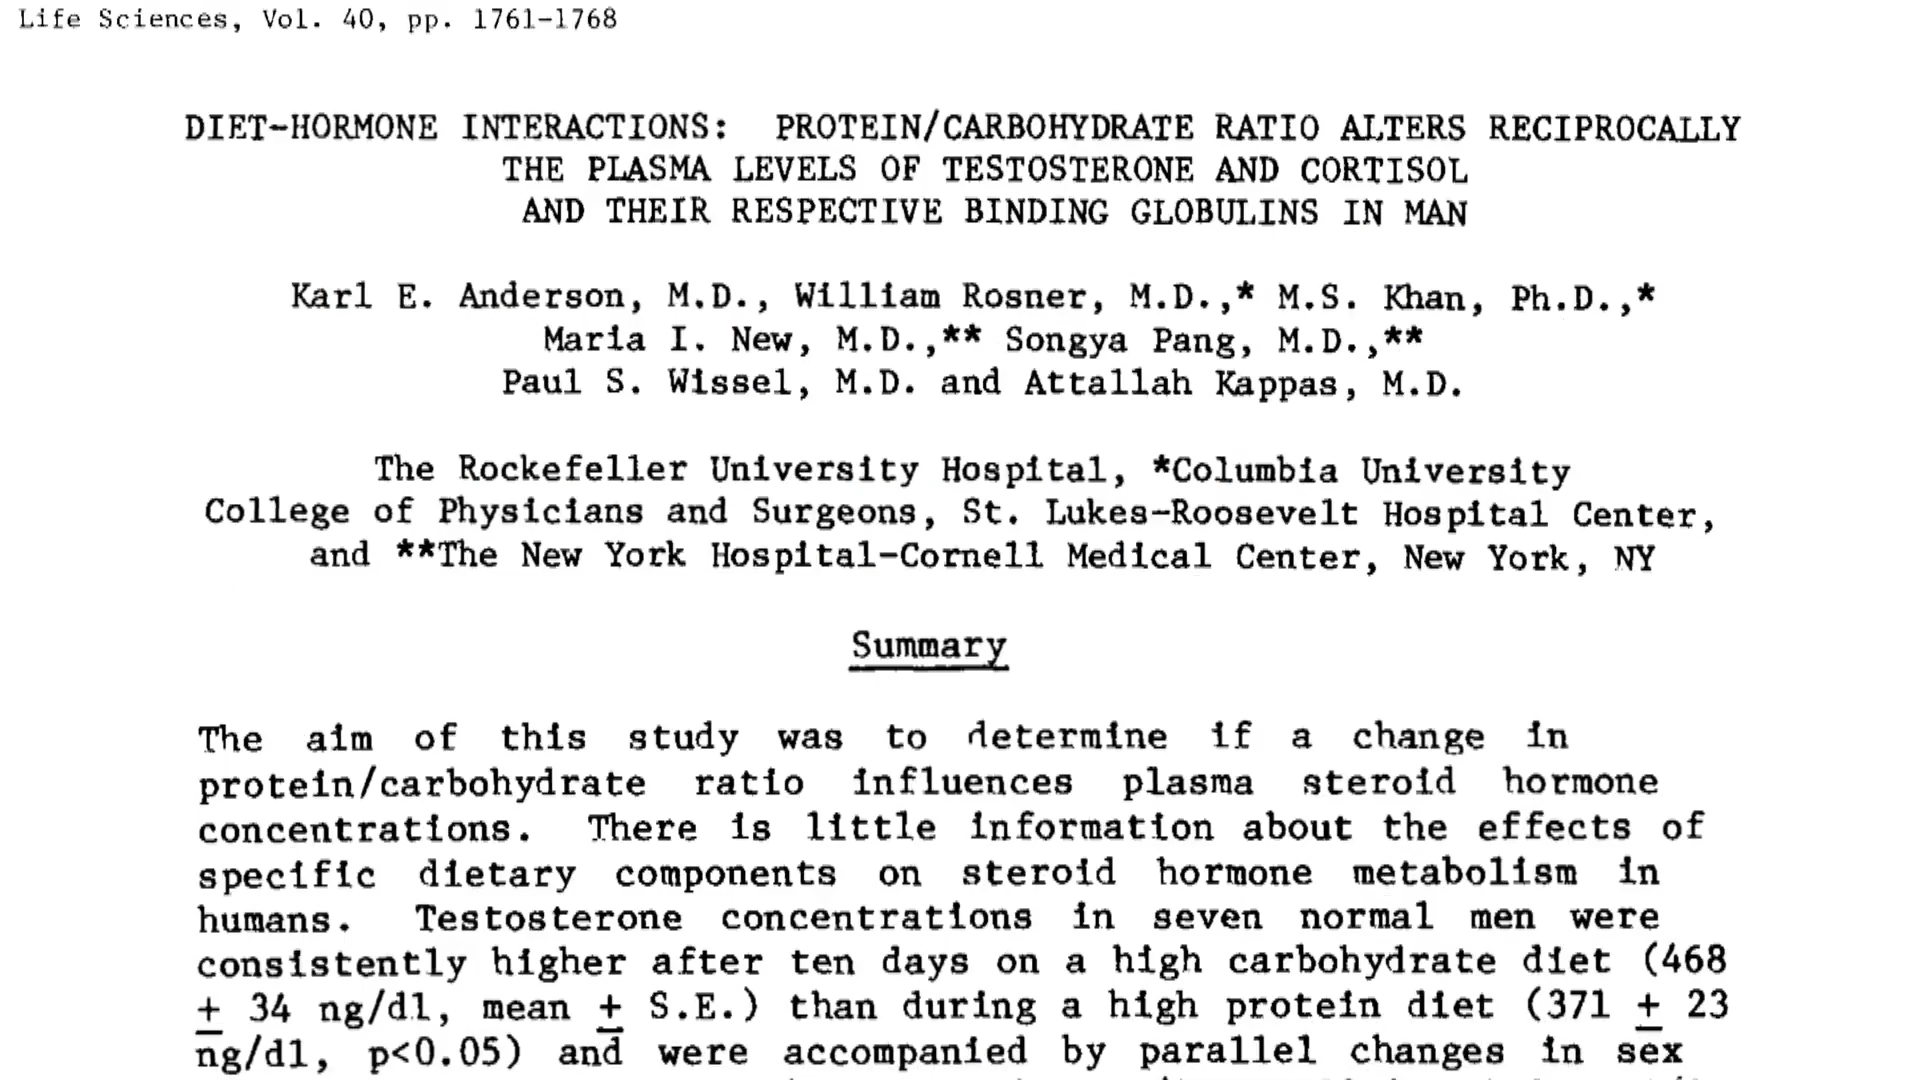 Life Sciences, Vol. 40, pp. 1761-1768
DIET-HORMONE INTERACTIONS: PROTEIN/CARBOHYDRATE RATIO ALTERS RECIPROCALLY
THE PLASMA LEVELS OF TESTOSTERONE AND CORTISOL
AND THEIR RESPECTIVE BINDING GLOBULINS IN MAN
Karl E. Anderson, M.D., William Rosner, M.D.,* M.S. Khan, Ph.D.,*
Maria I. New, M.D.,** Songya Pang, M.D.,**
Paul S. Wissel, M.D. and Attallah Kappas, M.D.
The Rockefeller University Hospital, *Columbia University
College of Physicians and Surgeons, St. Lukes-Roosevelt Hospital Center,
and **The New York Hospital-Cornell Medical Center, New York, NY
Summary
The aim of this study was to determine if a change in
protein/carbohydrate ratio influences plasma steroid hormone
concentrations. There is little information about the effects of
specific dietary components on steroid hormone metabolism in
humans. Testosterone concentrations in seven normal men were
consistently higher after ten days on a high carbohydrate diet (468
± 34 ng/dl, mean ± S.E.) than during a high protein diet (371 ± 23
ng/dl, p<0.05) and were accompanied by parallel changes in sex